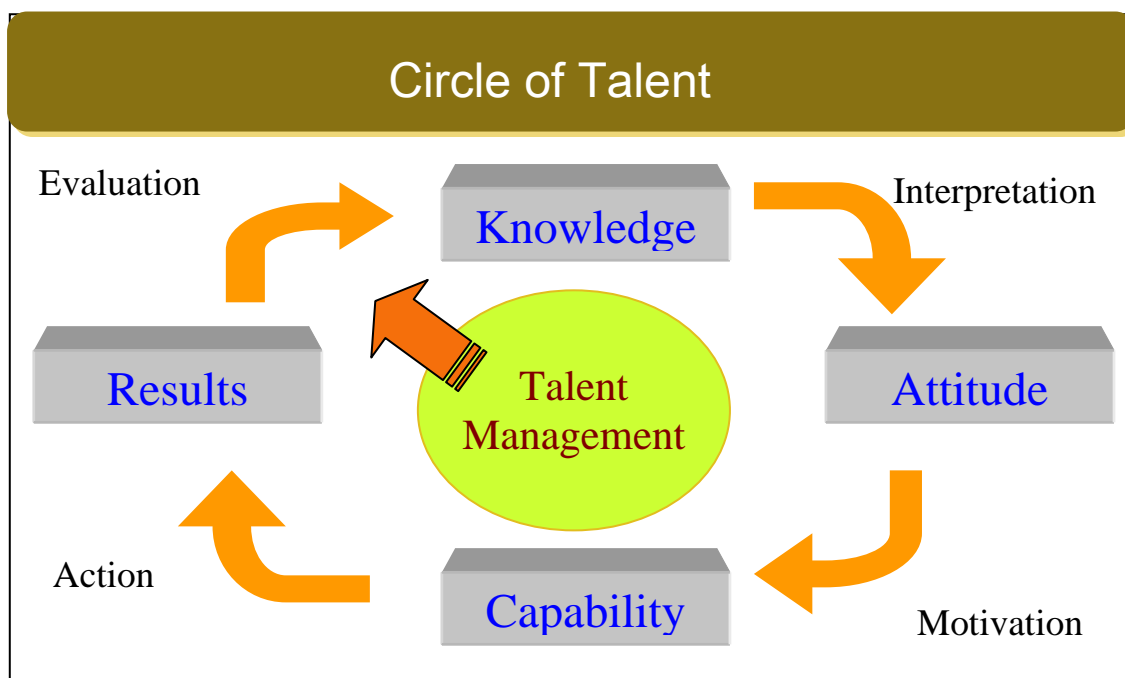 Circle of Talent
Evaluation
Knowledge
Interpretation
Results
Talent
Management
Attitude
Action
Capability
Motivation